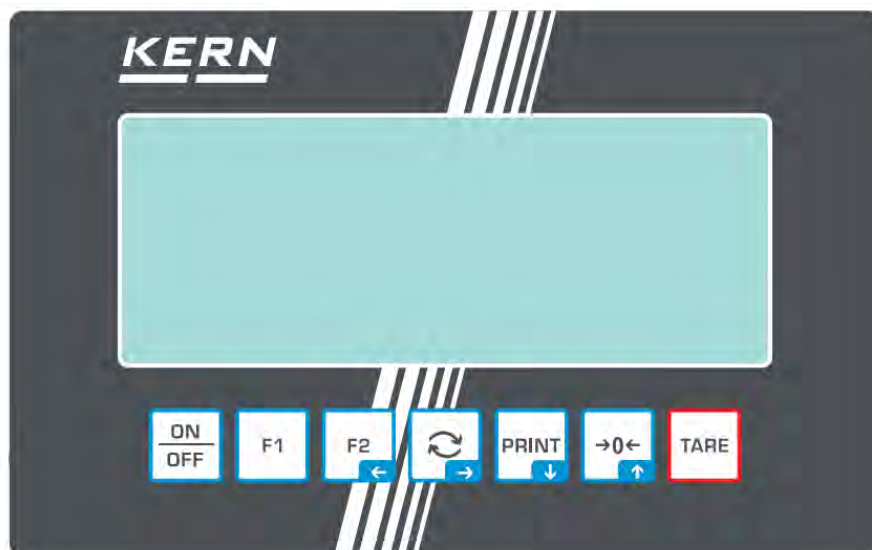 KERN
ON
OFF
F1
F2
←
→
PRINT
↓
→0←
↑
TARE